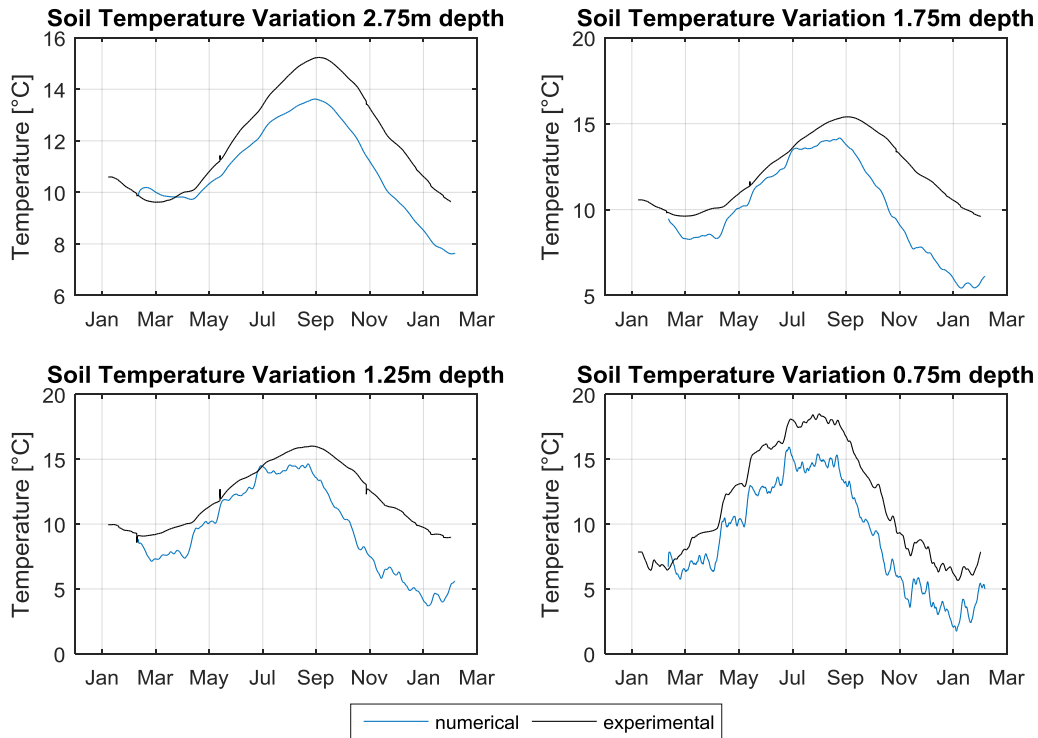 Soil Temperature Variation 2.75m depth
Temperature [°C]
16
14
12
10
8
6
Jan Mar May Jul Sep Nov Jan Mar
Soil Temperature Variation 1.75m depth
Temperature [°C]
20
15
10
5
Jan Mar May Jul Sep Nov Jan Mar
Soil Temperature Variation 1.25m depth
Temperature [°C]
20
15
10
5
0
Jan Mar May Jul Sep Nov Jan Mar
Soil Temperature Variation 0.75m depth
Temperature [°C]
20
15
10
5
0
Jan Mar May Jul Sep Nov Jan Mar
numerical experimental